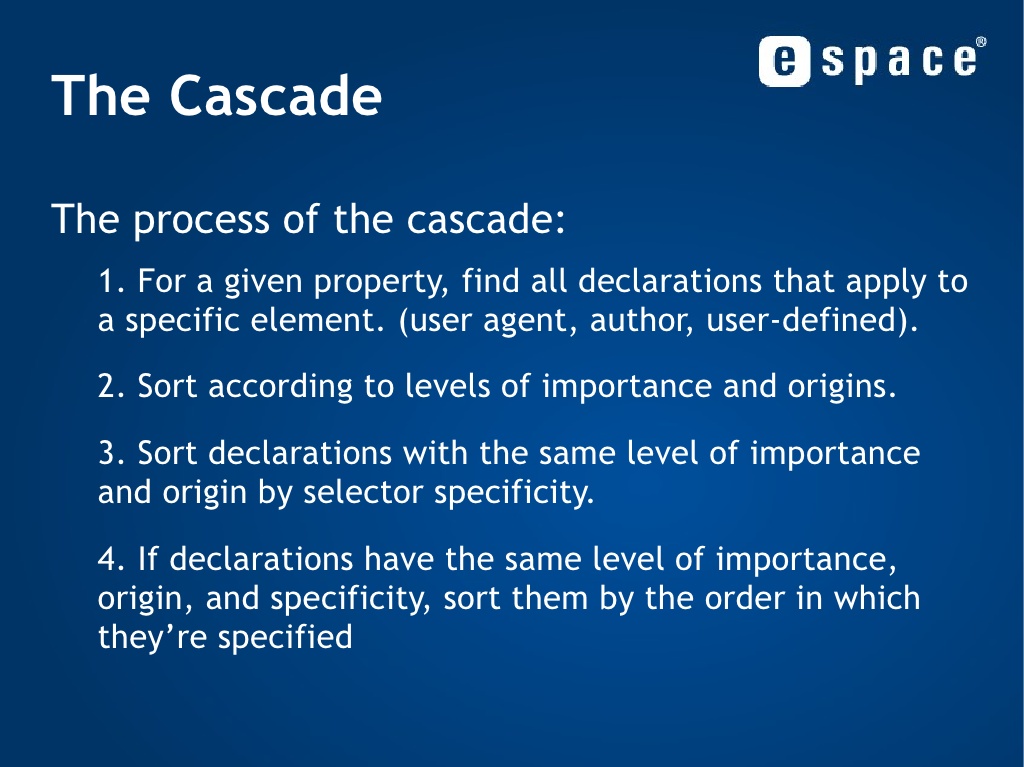 e space®
The Cascade
The process of the cascade:
1. For a given property, find all declarations that apply to
a specific element. (user agent, author, user-defined).
2. Sort according to levels of importance and origins.
3. Sort declarations with the same level of importance
and origin by selector specificity.
4. If declarations have the same level of importance,
origin, and specificity, sort them by the order in which
they’re specified